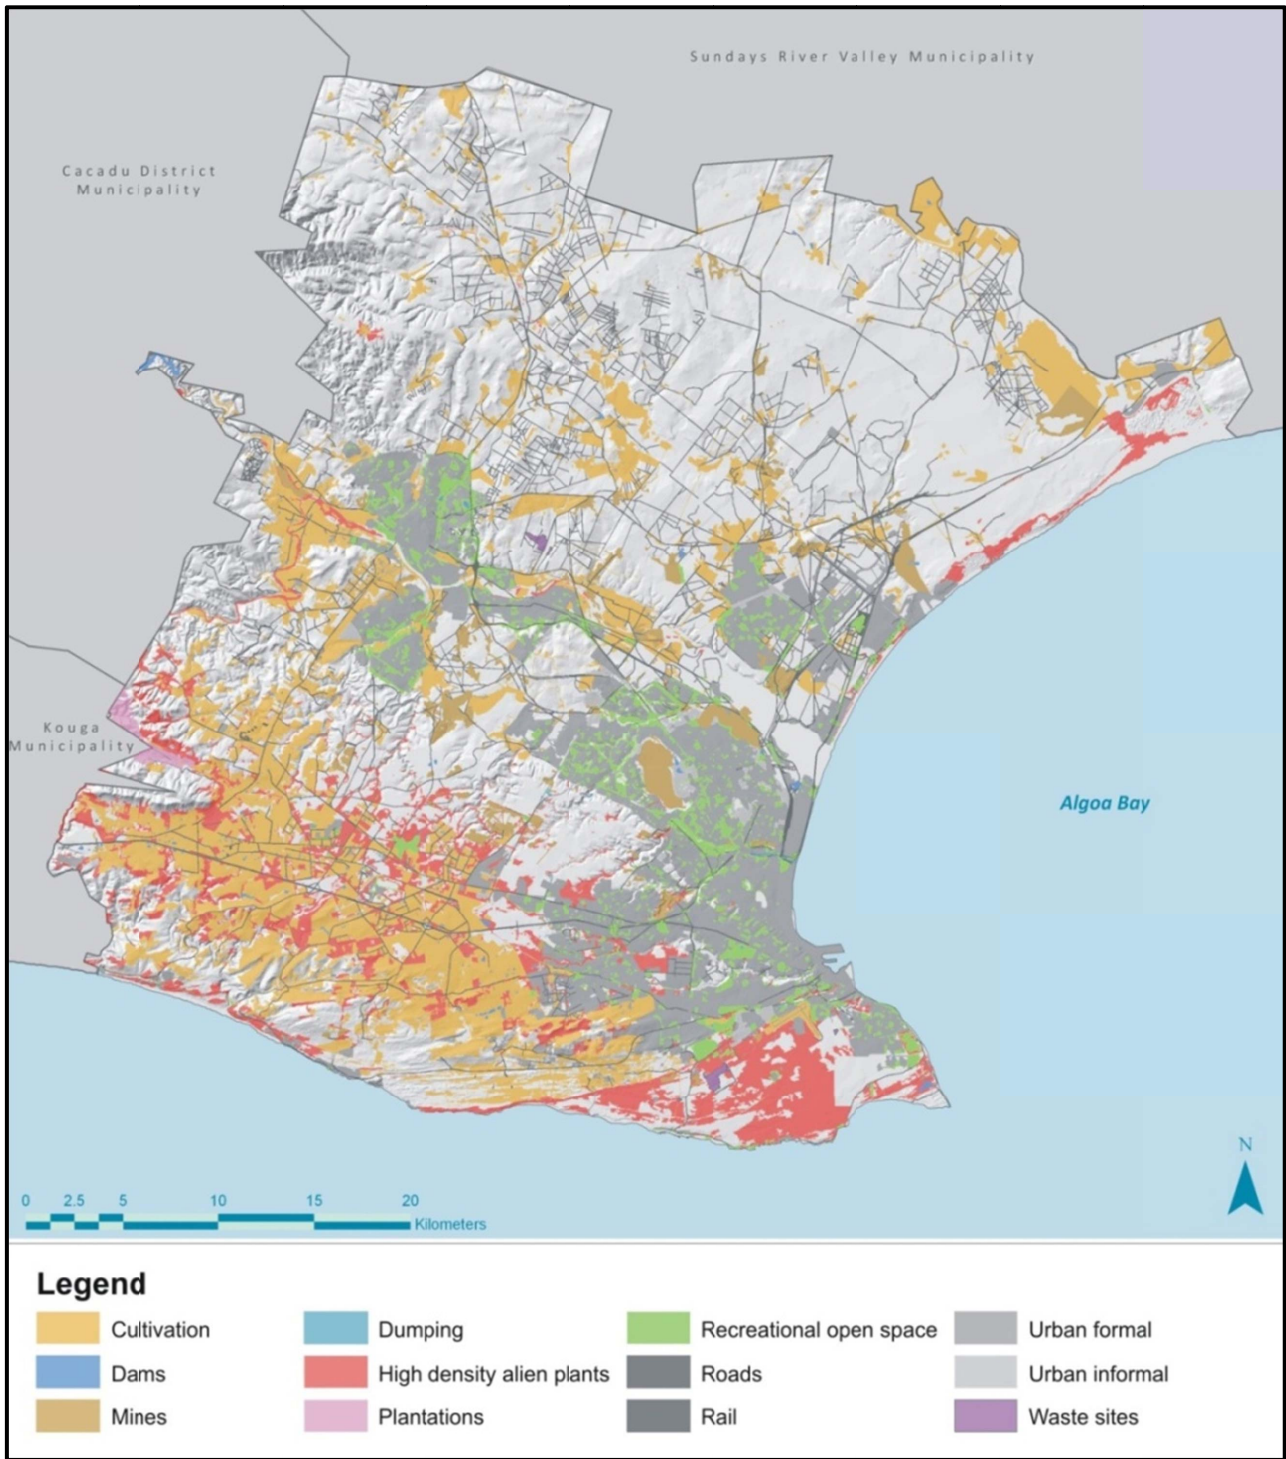 Sundays River Valley Municipality
Cacadu District
Municipality
Kouga
Municipality
Algoa Bay
N
0 2.5 5 10 15 20
Kilometers
Legend
Cultivation
Dumping
Recreational open space
Urban formal
Dams
High density alien plants
Roads
Urban informal
Mines
Plantations
Rail
Waste sites